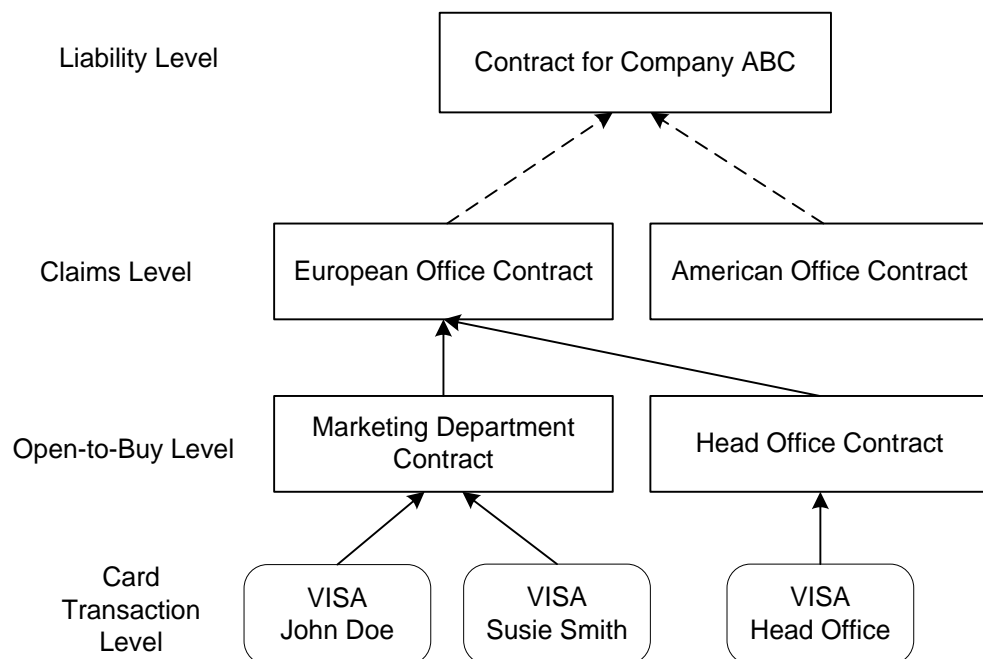 Liability Level
Contract for Company ABC
Claims Level
European Office Contract
American Office Contract
Open-to-Buy Level
Marketing Department
Contract
Head Office Contract
Card
Transaction
Level
VISA
John Doe
VISA
Susie Smith
VISA
Head Office